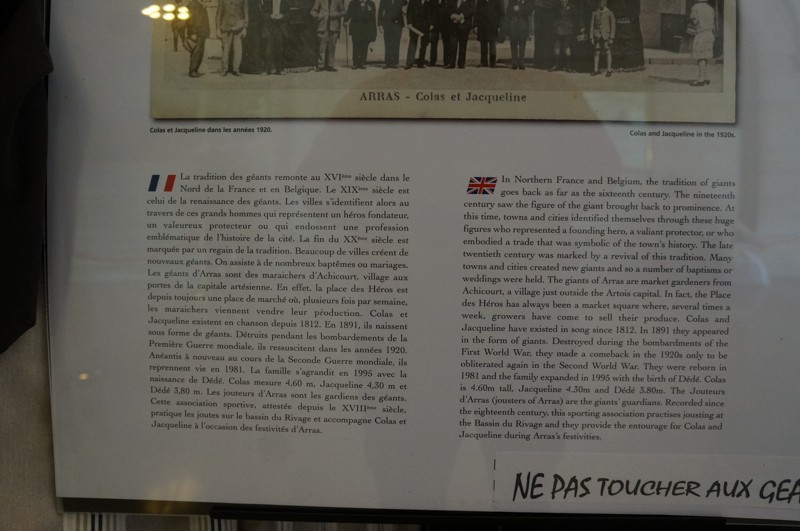 ARRAS - Colas et Jacqueline
Colas et Jacqueline dans les années 1920.
Colas and Jacqueline in the 1920s.
La tradition des géants remonte au XVIème siècle dans le
Nord de la France et en Belgique. Le XIXème siècle est
celui de la renaissance des géants. Les villes s'identifient alors au
travers de ces grands hommes qui représentent un héros fondateur,
un valeureux protecteur ou qui endossent une profession
emblématique de l'histoire de la cité. La fin du XXème siècle est
marquée par un regain de la tradition. Beaucoup de villes créent de
nouveaux géants. On assiste à de nombreux baptêmes ou mariages.
Les géants d'Arras sont des maraichers d'Achicourt, village aux
portes de la capitale artésienne. En effet, la place des Héros est
depuis toujours une place de marché où, plusieurs fois par semaine,
les maraichers viennent vendre leur production. Colas et
Jacqueline existent en chanson depuis 1812. En 1891, ils naissent
sous forme de géants. Détruits pendant les bombardements de la
Première Guerre mondiale, ils ressuscitent dans les années 1920.
Anéantis à nouveau au cours de la Seconde Guerre mondiale, ils
reprennent vie en 1981. La famille s'agrandit en 1995 avec la
naissance de Dédé. Colas mesure 4,60 m, Jacqueline 4,30 m et
Dédé 3,80 m. Les jouteurs d'Arras sont les gardiens des géants.
Cette association sportive, attestée depuis le XVIIIème siècle,
pratique les joutes sur le bassin du Rivage et accompagne Colas et
Jacqueline à l'occasion des festivités d'Arras.
In Northern France and Belgium, the tradition of giants
goes back as far as the sixteenth century. The nineteenth
century saw the figure of the giant brought back to prominence. At
this time, towns and cities identified themselves through these huge
figures who represented a founding hero, a valiant protector, or who
embodied a trade that was symbolic of the town's history. The late
twentieth century was marked by a revival of this tradition. Many
towns and cities created new giants and so a number of baptisms or
weddings were held. The giants of Arras are market gardeners from
Achicourt, a village just outside the Artois capital. In fact, the Place
des Héros has always been a market square where, several times a
week, growers have come to sell their produce. Colas and
Jacqueline have existed in song since 1812. In 1891 they appeared
in the form of giants. Destroyed during the bombardments of the
First World War, they made a comeback in the 1920s only to be
obliterated again in the Second World War. They were reborn in
1981 and the family expanded in 1995 with the birth of Dédé. Colas
is 4.60m tall, Jacqueline 4.30m and Dédé 3.80m. The Jouteurs
d'Arras (jousters of Arras) are the giants' guardians. Recorded since
the eighteenth century, this sporting association practises jousting at
the Bassin du Rivage and they provide the entourage for Colas and
Jacqueline during Arras's festivities.
NE PAS TOUCHER AUX GEA